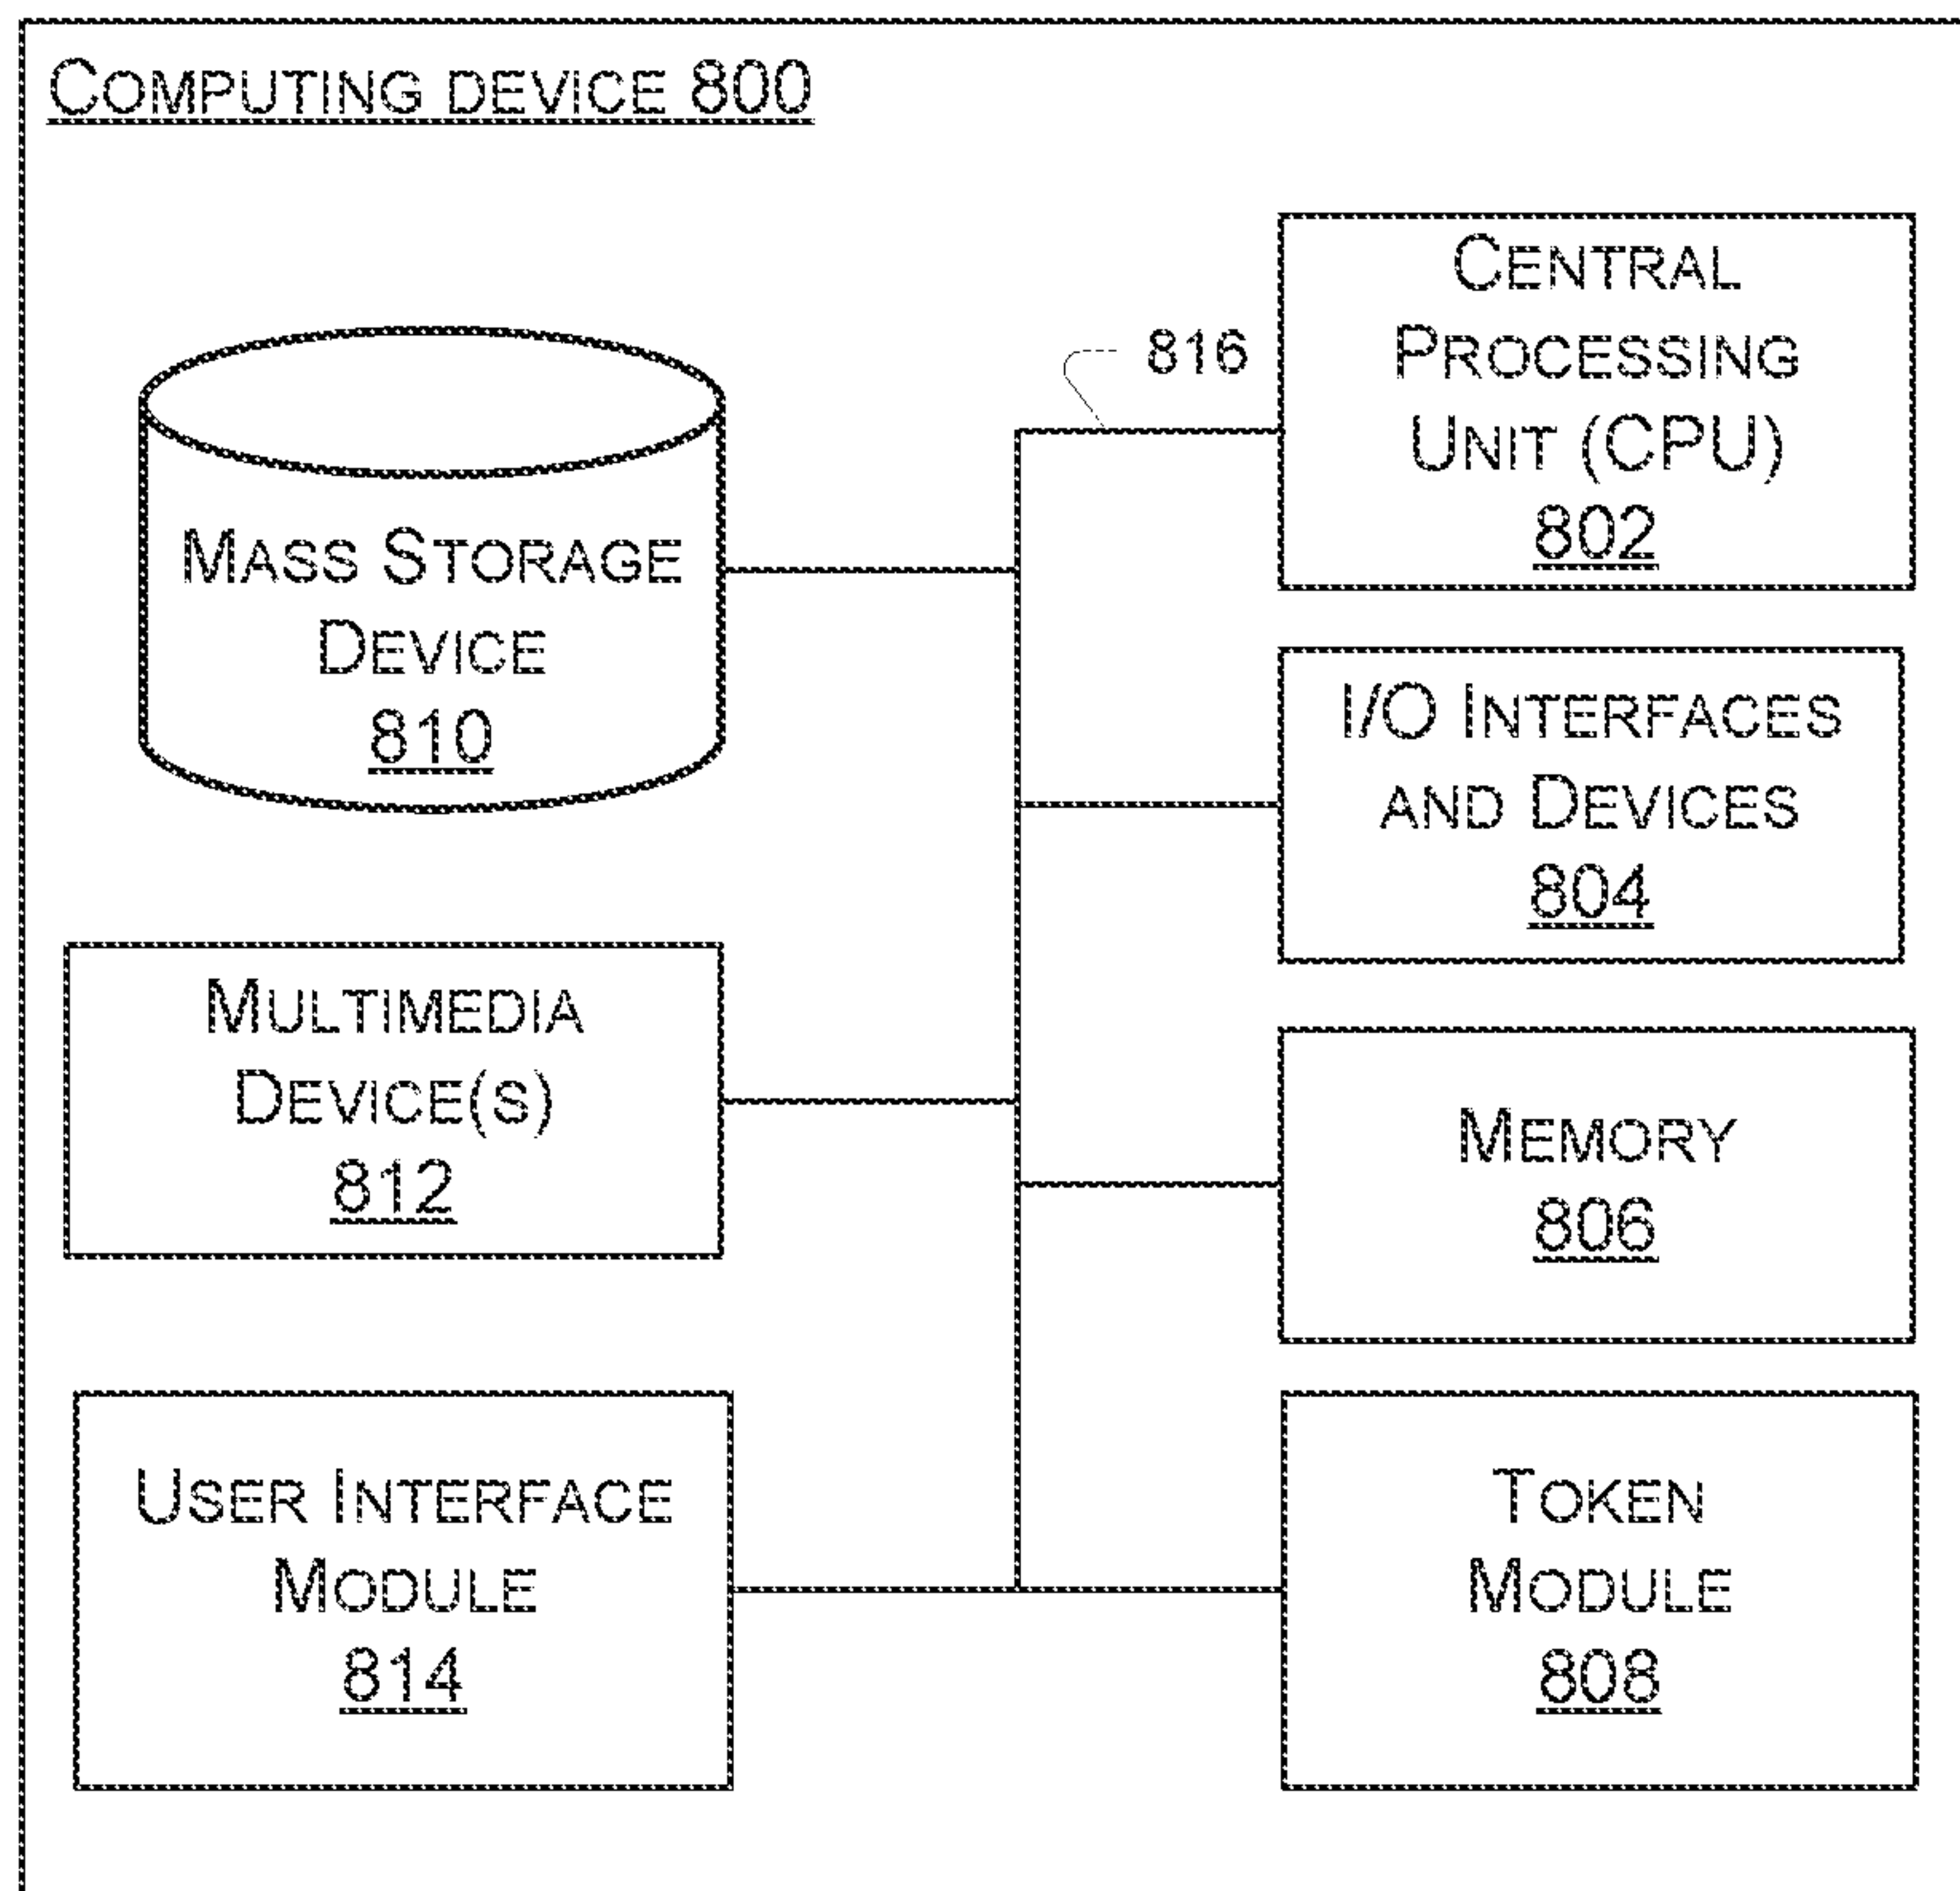 COMPUTING DEVICE 800
CENTRAL
PROCESSING
UNIT (CPU)
802
816
MASS STORAGE
DEVICE
810
I/O INTERFACES
AND DEVICES
804
MULTIMEDIA
DEVICE(S)
812
MEMORY
806
USER INTERFACE
MODULE
814
TOKEN
MODULE
808